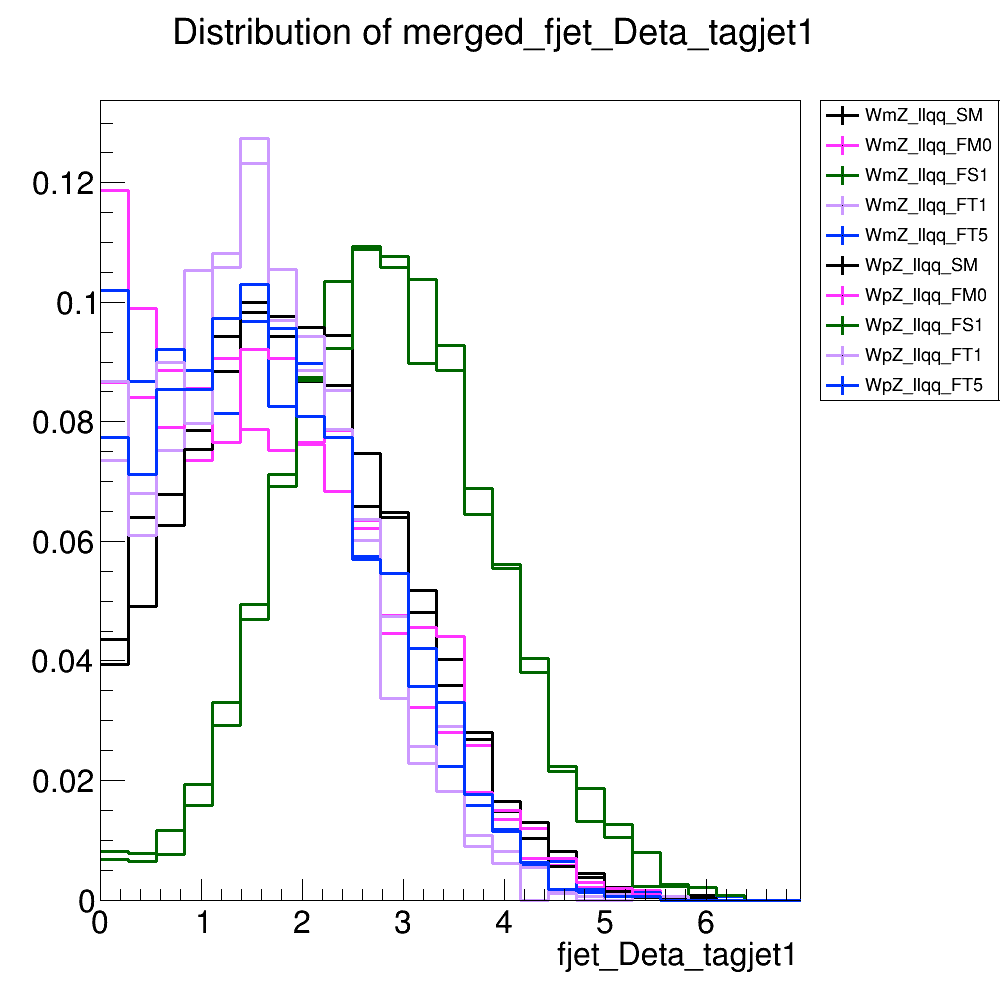 Distribution of merged_fjet_Deta_tagjet1
WmZ_llqq_SM
WmZ_llqq_FM0
WmZ_llqq_FS1
WmZ_llqq_FT1
WmZ_llqq_FT5
WpZ_llqq_SM
WpZ_llqq_FM0
WpZ_llqq_FS1
WpZ_llqq_FT1
WpZ_llqq_FT5
0.12
0.1
0.08
0.06
0.04
0.02
0
0 1 2 3 4 5 6
fjet_Deta_tagjet1